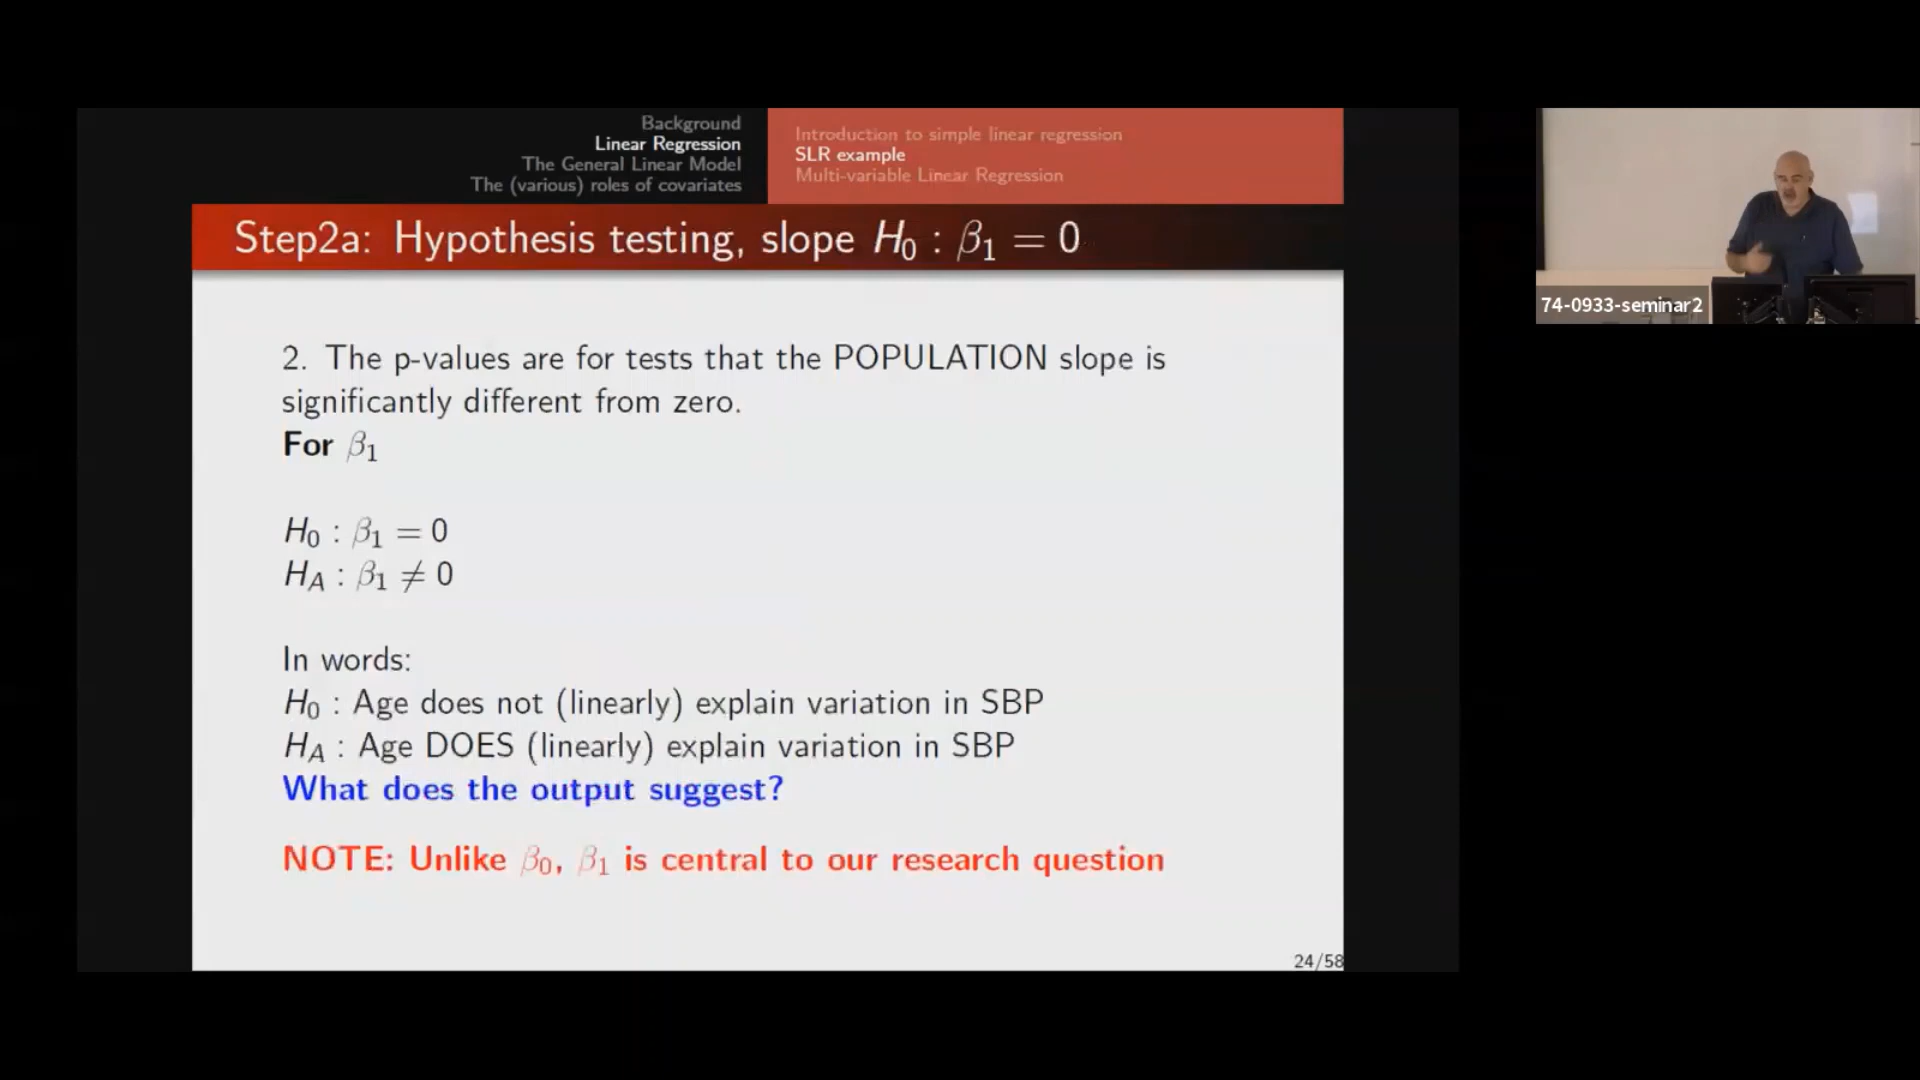 Background
Linear Regression
The General Linear Model
The (various) roles of covariates
Introduction to simple linear regression
SLR example
Multi-variable Linear Regression
Step2a: Hypothesis testing, slope H₀ : β₁ = 0
2. The p-values are for tests that the POPULATION slope is
significantly different from zero.
For β₁
H₀ : β₁ = 0
H_A : β₁ ≠ 0
In words:
H₀ : Age does not (linearly) explain variation in SBP
H_A : Age DOES (linearly) explain variation in SBP
What does the output suggest?
NOTE: Unlike β₀, β₁ is central to our research question
24/58
74-0933-seminar2